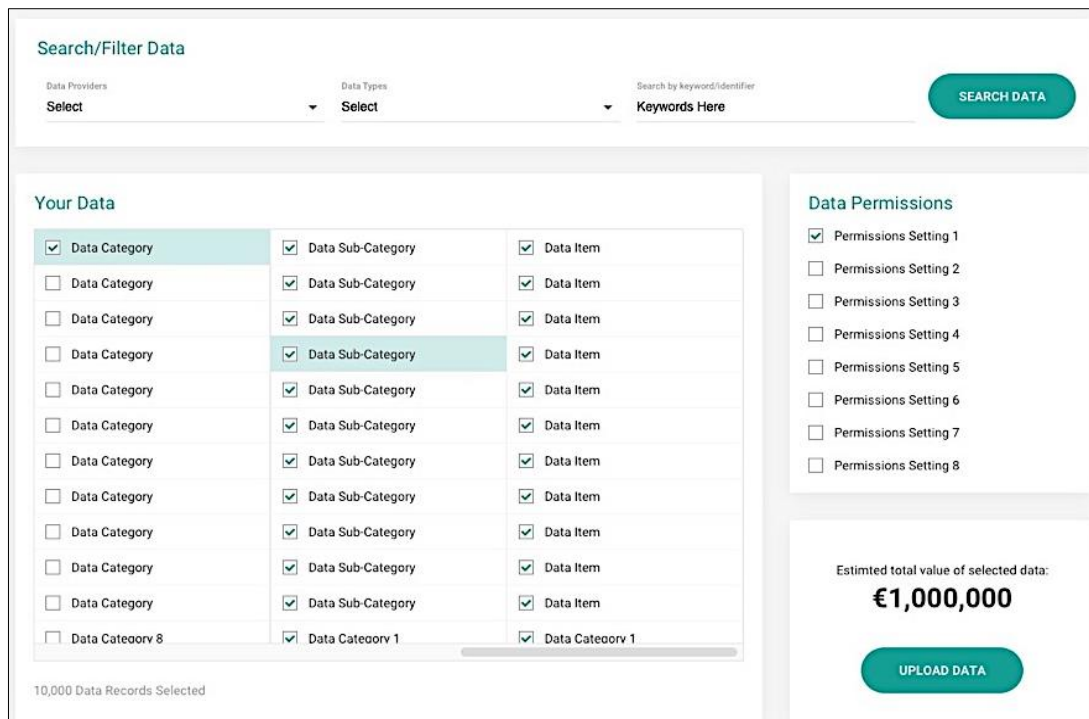 Search/Filter Data
Data Providers Data Types Search by keyword/identifier
Select Select Keywords Here SEARCH DATA
Your Data
Data Category Data Sub-Category Data Item
Data Category Data Sub-Category Data Item
Data Category Data Sub-Category Data Item
Data Category Data Sub-Category Data Item
Data Category Data Sub-Category Data Item
Data Category Data Sub-Category Data Item
Data Category Data Sub-Category Data Item
Data Category Data Sub-Category Data Item
Data Category Data Sub-Category Data Item
Data Category Data Sub-Category Data Item
Data Category Data Sub-Category Data Item
Data Category 8 Data Category 1 Data Category 1
10,000 Data Records Selected
Data Permissions
Permissions Setting 1
Permissions Setting 2
Permissions Setting 3
Permissions Setting 4
Permissions Setting 5
Permissions Setting 6
Permissions Setting 7
Permissions Setting 8
Estimted total value of selected data:
€1,000,000
UPLOAD DATA